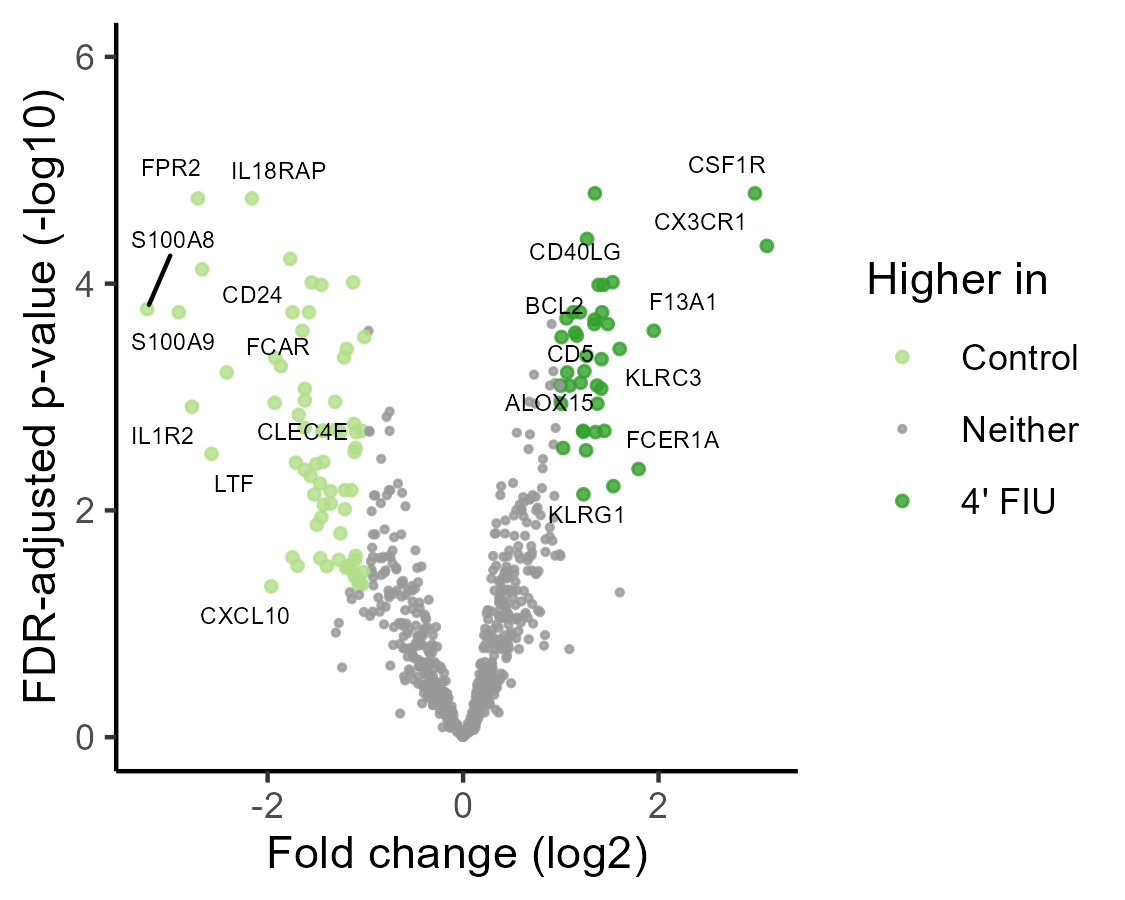 6
4
2
0
-2
0
2
FDR-adjusted p-value (-log10)
Fold change (log2)
FPR2
IL18RAP
CSF1R
S100A8
CX3CR1
CD40LG
CD24
BCL2
F13A1
S100A9
FCAR
CD5
KLRC3
ALOX15
IL1R2
CLEC4E
FCER1A
LTF
KLRG1
CXCL10
Higher in
Control
Neither
4' FIU